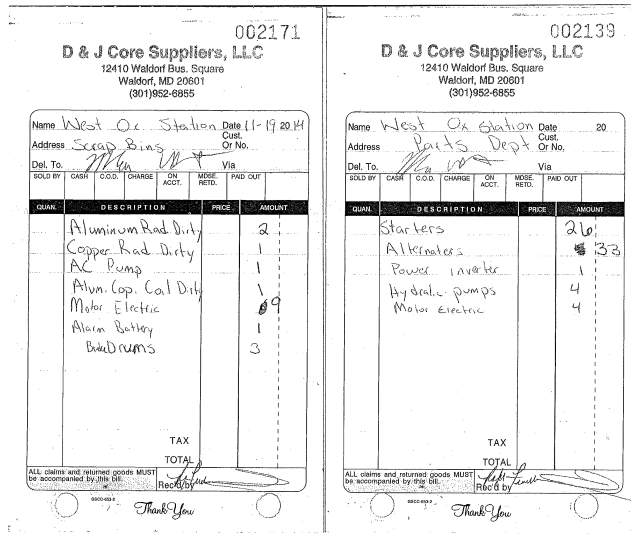 002171
D & J Core Suppliers, LLC
12410 Waldorf Bus. Square
Waldorf, MD 20601
(301)952-6855
Name West Ox Station Date 11-19 2014
Cust.
Address Scrap Bins Or No.
Del. To. Via
SOLD BY CASH C.O.D. CHARGE ON ACCT. MDSE. RETD. PAID OUT
QUAN. DESCRIPTION PRICE AMOUNT
Aluminum Rad Dirty 2
Copper Rad Dirty 1
AC Pump 1
Alum. Cop. Coil Dirty 1
Motor Electric 9
Alarm Battery 1
Brake Drums 3
TAX
TOTAL
ALL claims and returned goods MUST
be accompanied by this bill.
Rec'd by
GSCC-653-2
Thank You
002139
D & J Core Suppliers, LLC
12410 Waldorf Bus. Square
Waldorf, MD 20601
(301)952-6855
Name West Ox Station Date 20
Cust.
Address Parts Dept Or No.
Del. To. Via
SOLD BY CASH C.O.D. CHARGE ON ACCT. MDSE. RETD. PAID OUT
QUAN. DESCRIPTION PRICE AMOUNT
Starters 26
Alternaters 33
Power inverter 1
Hydralic pumps 4
Motor Electric 4
TAX
TOTAL
ALL claims and returned goods MUST
be accompanied by this bill.
Rec'd by
GSCC-653-2
Thank You